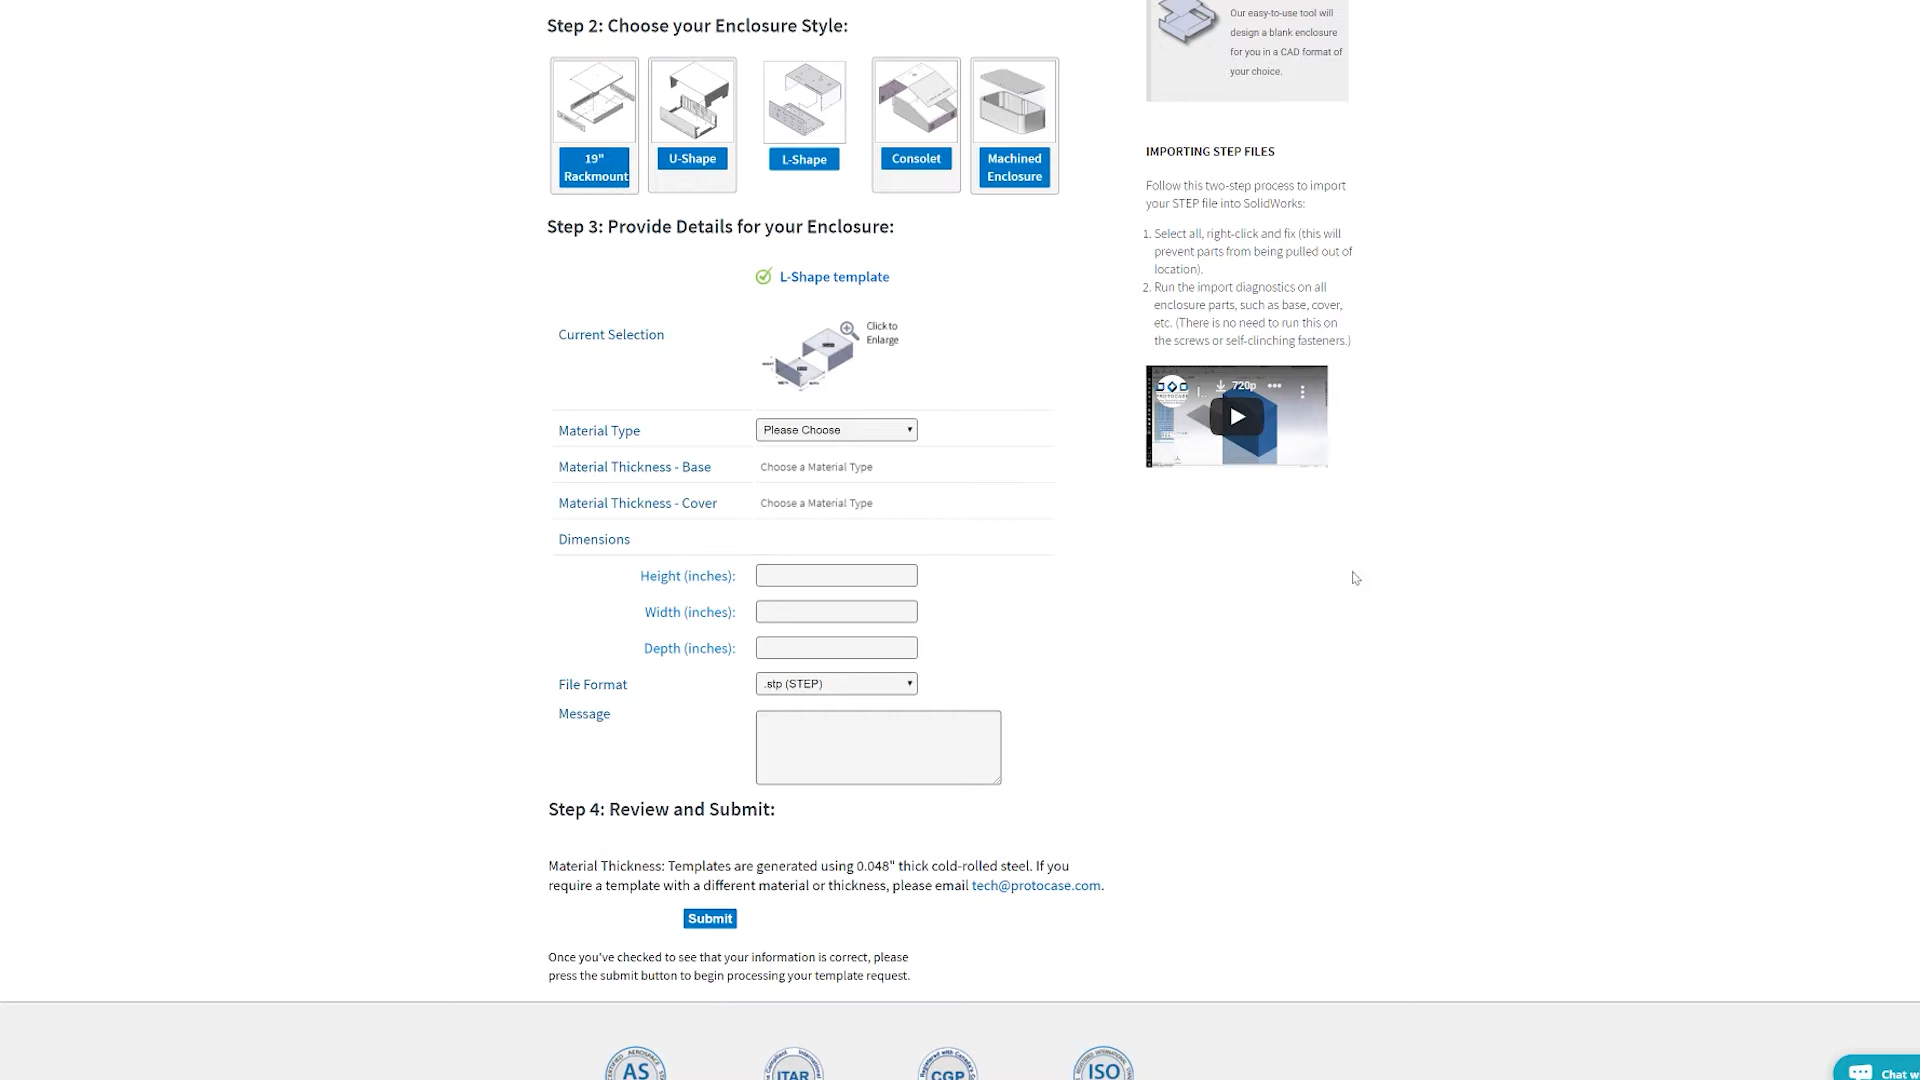 Step 2: Choose your Enclosure Style:
19"
Rackmount
U-Shape
L-Shape
Consolet
Machined
Enclosure
Step 3: Provide Details for your Enclosure:
L-Shape template
Current Selection
Click to
Enlarge
Material Type
Please Choose
Material Thickness - Base
Choose a Material Type
Material Thickness - Cover
Choose a Material Type
Dimensions
Height (inches):
Width (inches):
Depth (inches):
File Format
.stp (STEP)
Message
Step 4: Review and Submit:
Material Thickness: Templates are generated using 0.048" thick cold-rolled steel. If you
require a template with a different material or thickness, please email tech@protocase.com.
Submit
Once you've checked to see that your information is correct, please
press the submit button to begin processing your template request.
Our easy-to-use tool will
design a blank enclosure
for you in a CAD format of
your choice.
IMPORTING STEP FILES
Follow this two-step process to import
your STEP file into SolidWorks:
1. Select all, right-click and fix (this will
prevent parts from being pulled out of
location).
2. Run the import diagnostics on all
enclosure parts, such as base, cover,
etc. (There is no need to run this on
the screws or self-clinching fasteners.)
PROTOCASE
720p
CERTIFIED AEROSPACE
AS
ITAR
Registered with Canada's
CGP
ISO
Chat w